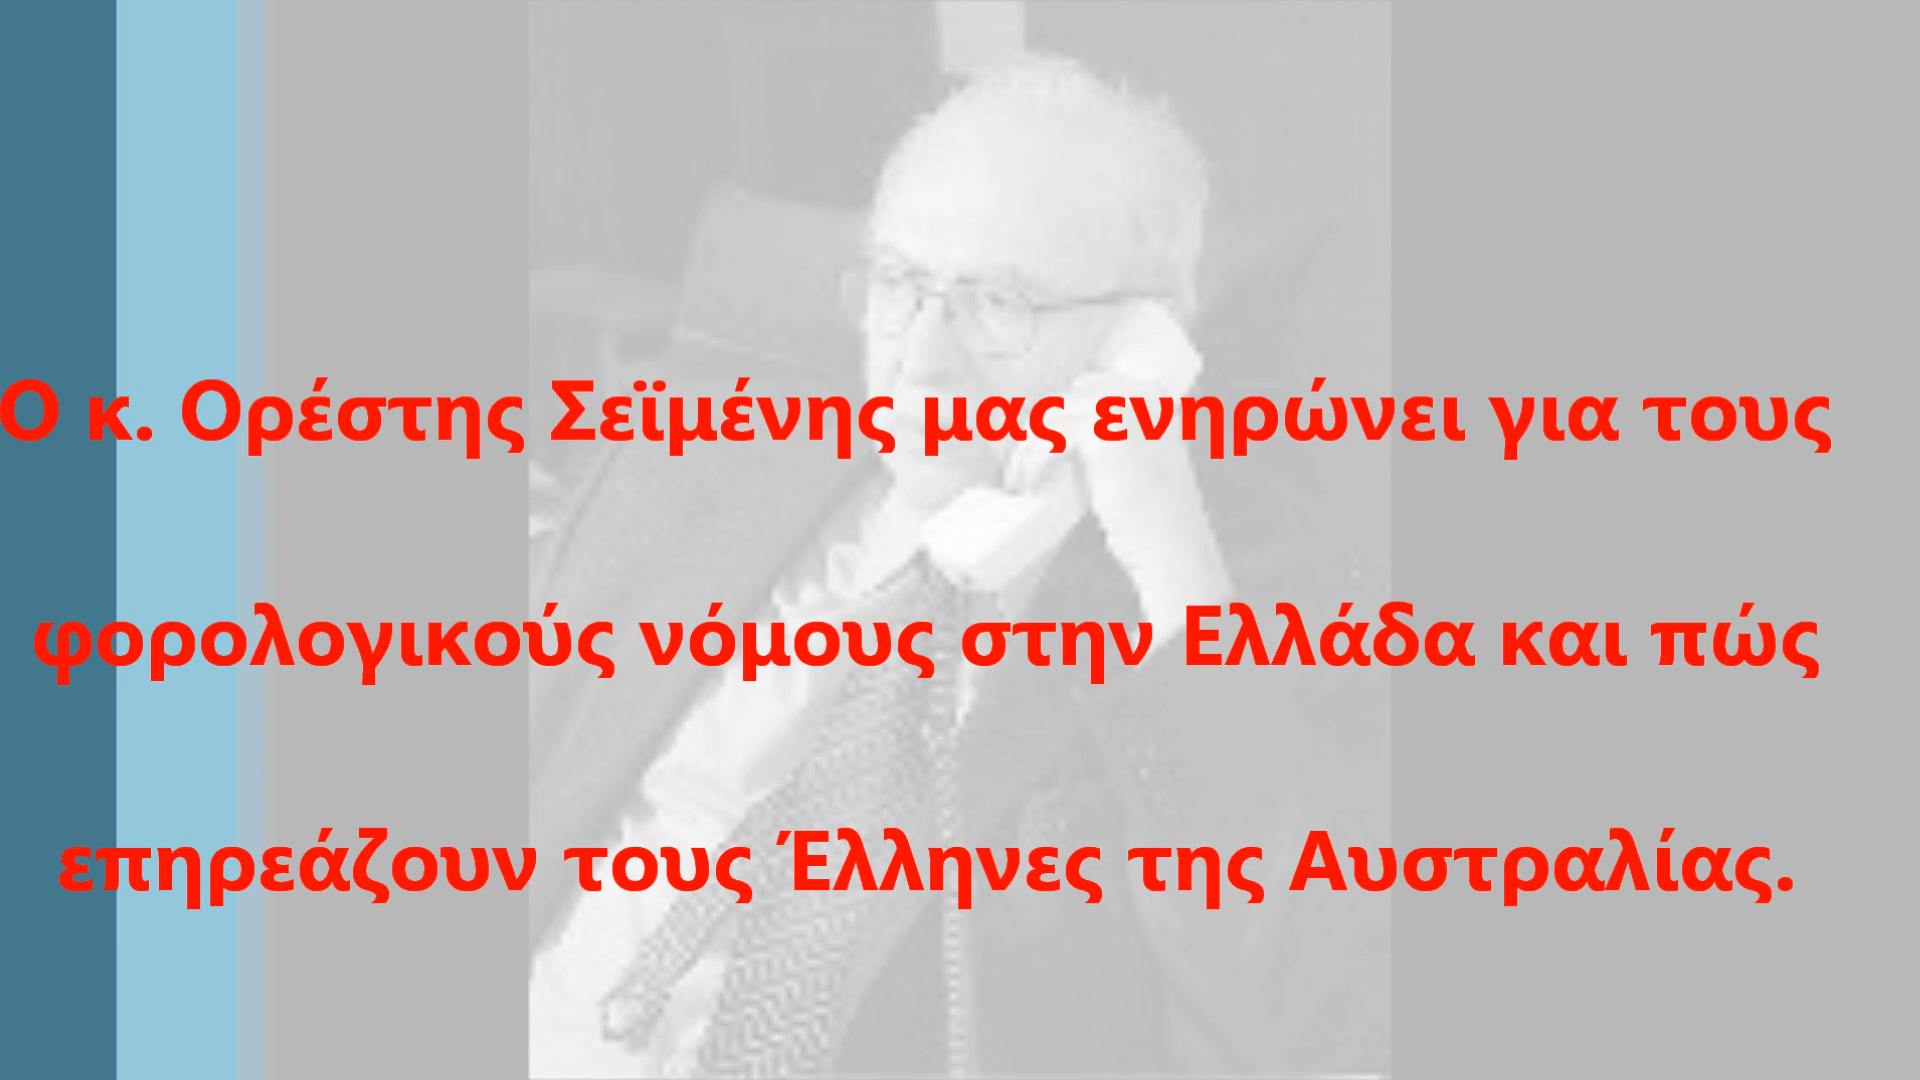 Ο κ. Ορέστης Σεϊμένης μας ενηρώνει για τους
φορολογικούς νόμους στην Ελλάδα και πώς
επηρεάζουν τους Έλληνες της Αυστραλίας.